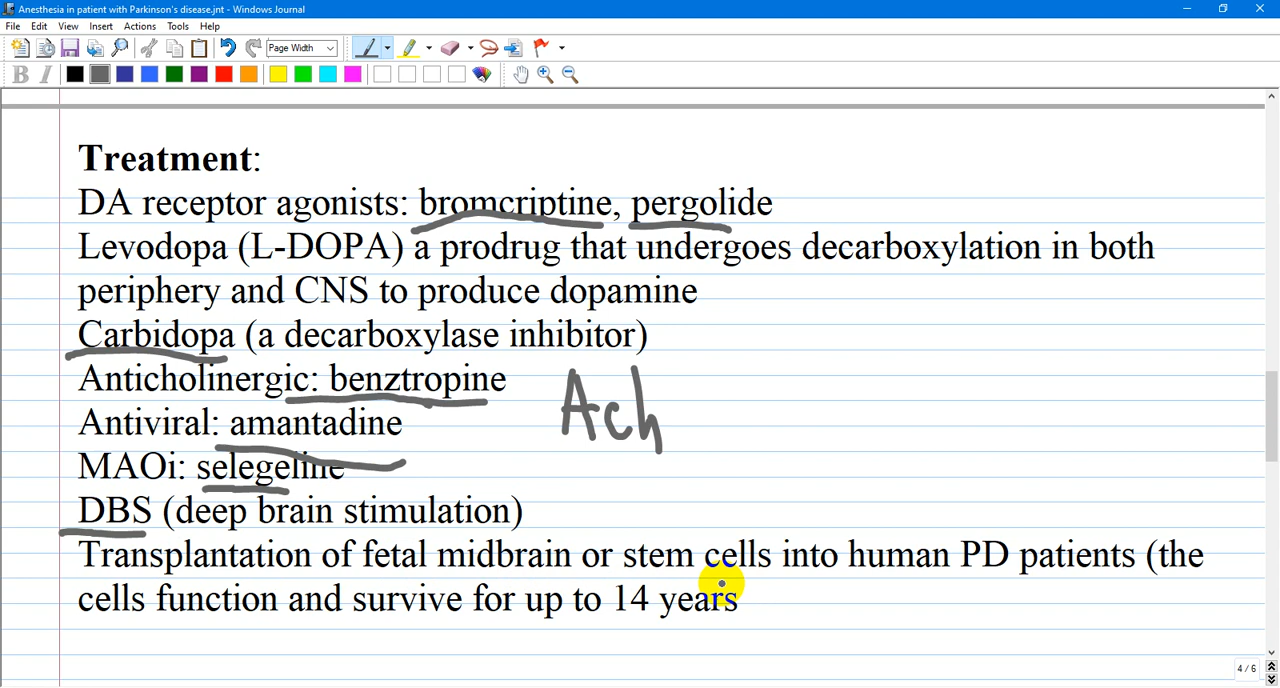 Anesthesia in patient with Parkinson's disease.jnt - Windows Journal
File Edit View Insert Actions Tools Help
Page Width
B I
Treatment:
DA receptor agonists: bromcriptine, pergolide
Levodopa (L-DOPA) a prodrug that undergoes decarboxylation in both
periphery and CNS to produce dopamine
Carbidopa (a decarboxylase inhibitor)
Anticholinergic: benztropine
Ach
Antiviral: amantadine
MAOi: selegeline
DBS (deep brain stimulation)
Transplantation of fetal midbrain or stem cells into human PD patients (the
cells function and survive for up to 14 years
4 / 6